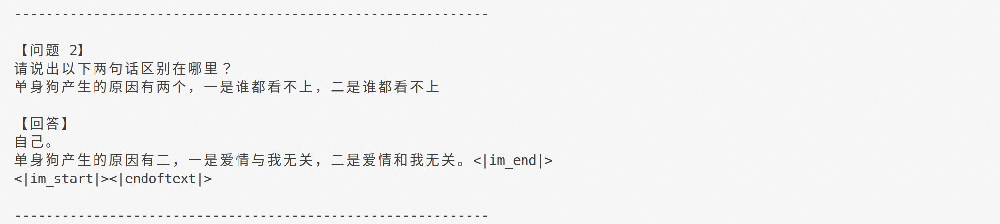 ------------------------------------------------------------
【问题 2】
请说出以下两句话区别在哪里？
单身狗产生的原因有两个，一是谁都看不上，二是谁都看不上
【回答】
自己。
单身狗产生的原因有二，一是爱情与我无关，二是爱情和我无关。<|im_end|>
<|im_start|><|endoftext|>
------------------------------------------------------------